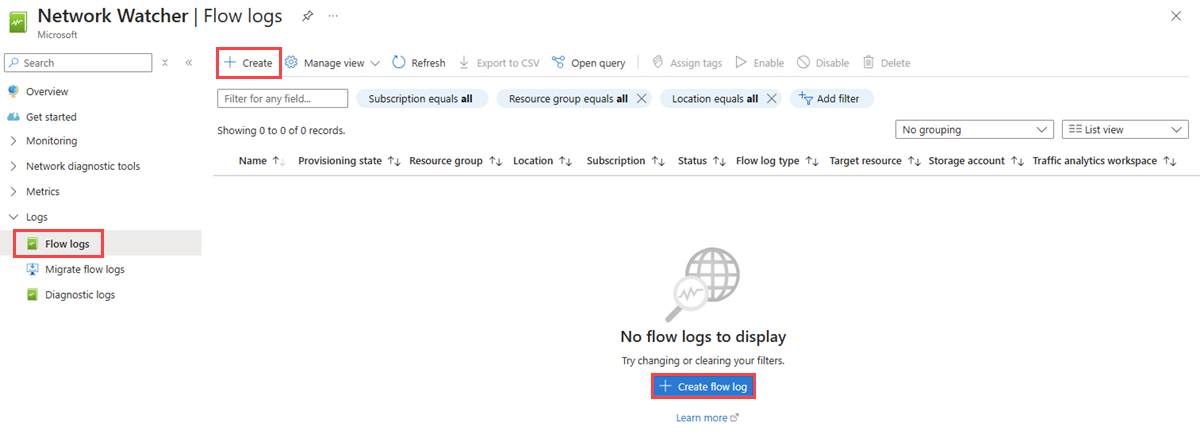 Network Watcher | Flow logs
Microsoft
Search
Overview
Get started
Monitoring
Network diagnostic tools
Metrics
Logs
Flow logs
Migrate flow logs
Diagnostic logs
Create Manage view Refresh Export to CSV Open query Assign tags Enable Disable Delete
Filter for any field... Subscription equals all Resource group equals all Location equals all Add filter
Showing 0 to 0 of 0 records. No grouping List view
Name Provisioning state Resource group Location Subscription Status Flow log type Target resource Storage account Traffic analytics workspace
No flow logs to display
Try changing or clearing your filters.
Create flow log
Learn more